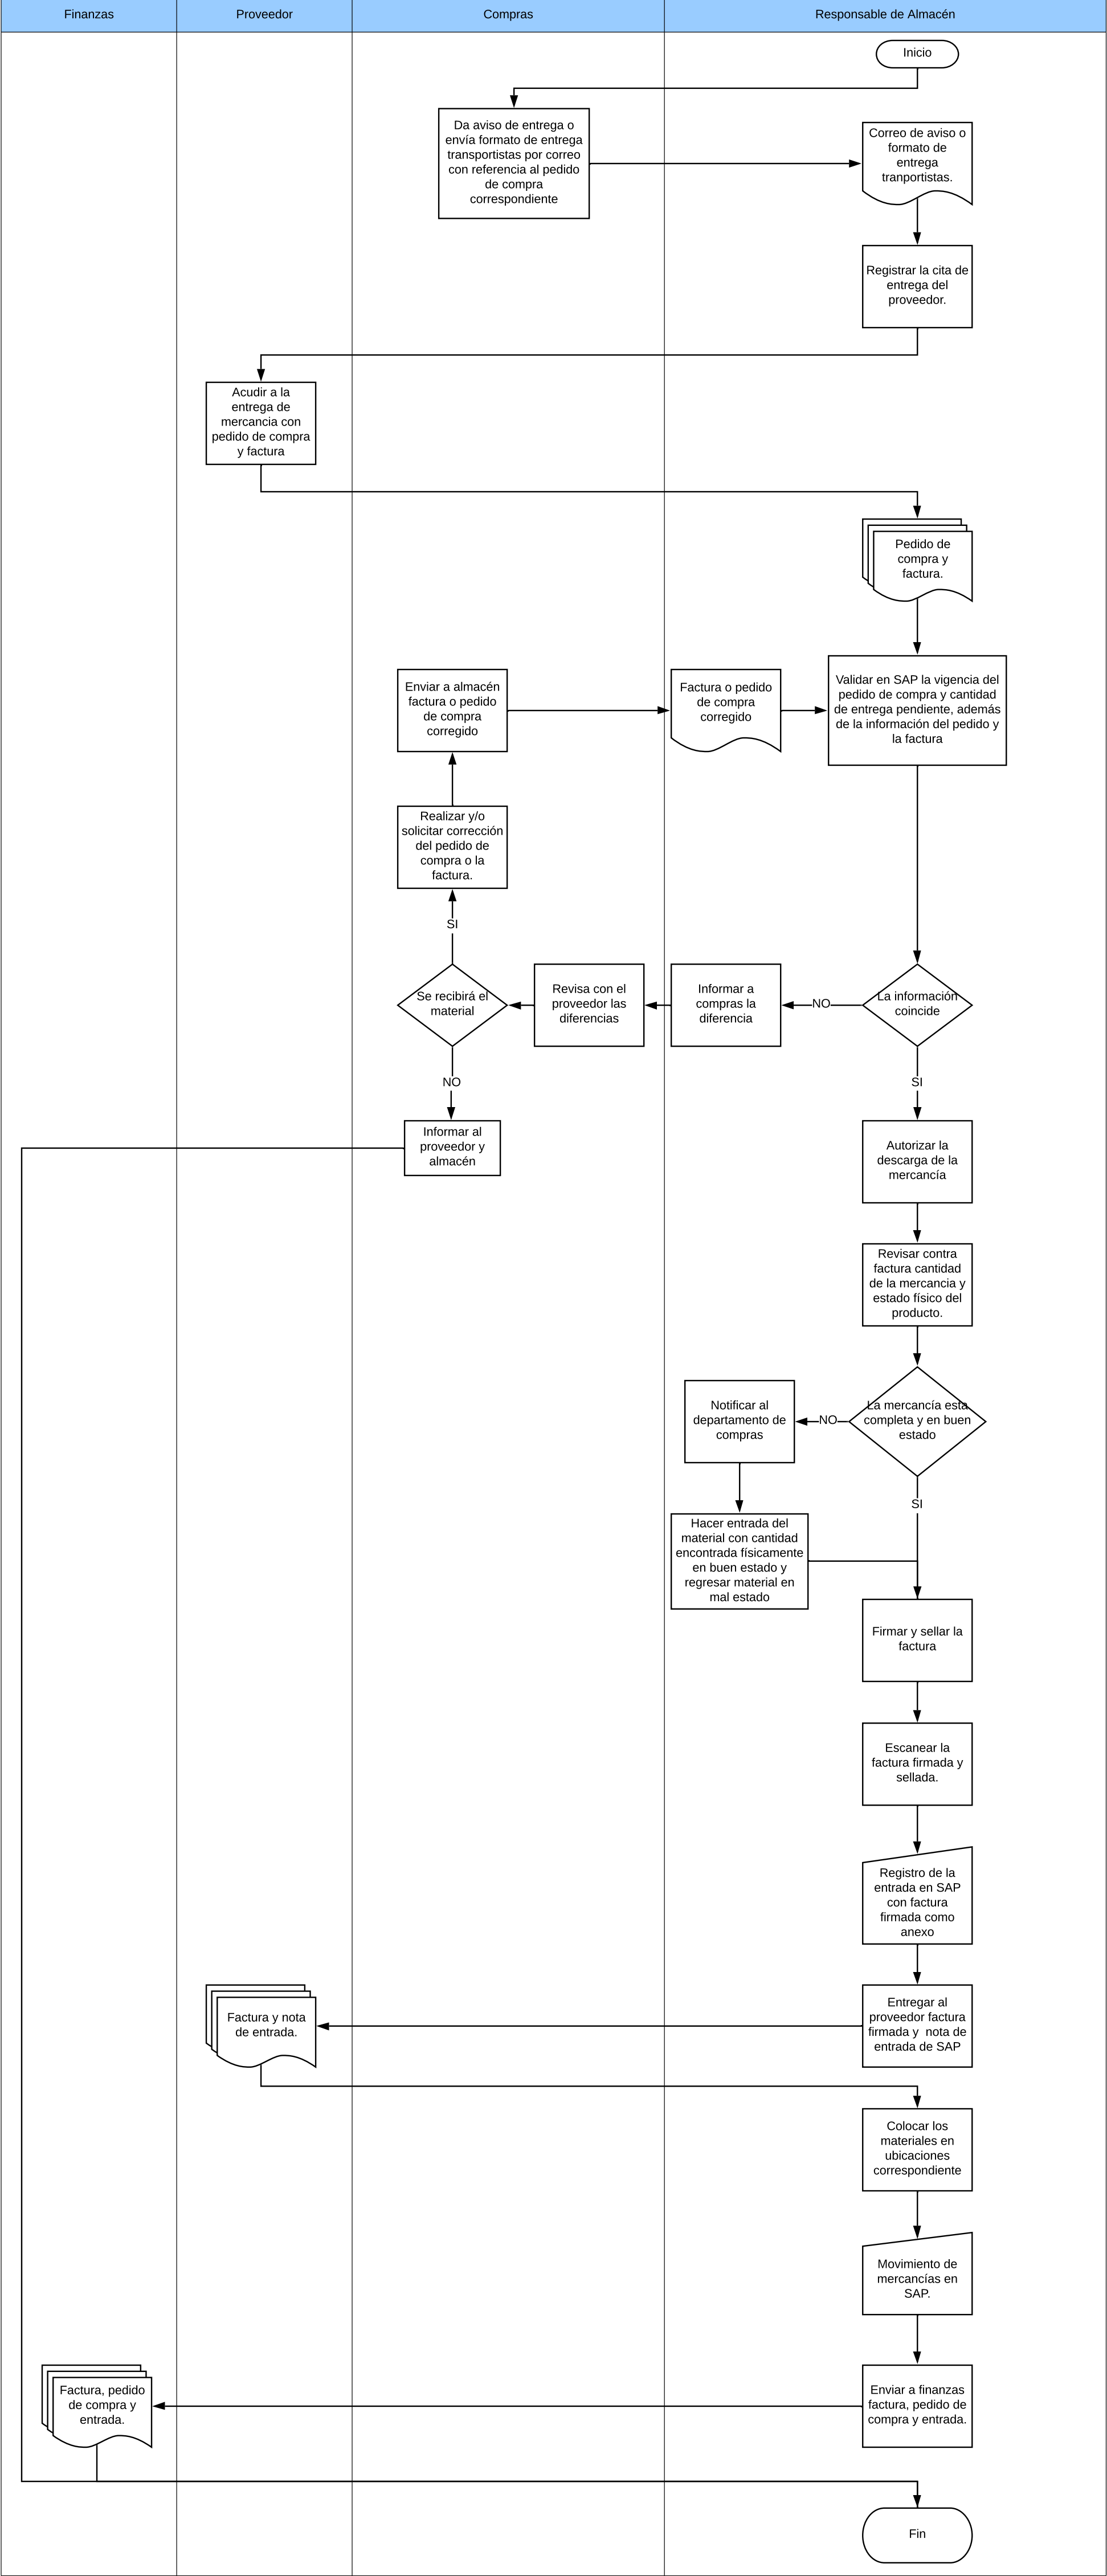 Finanzas
Proveedor
Compras
Responsable de Almacén
Inicio
Da aviso de entrega o
envía formato de entrega
transportistas por correo
con referencia al pedido
de compra
correspondiente
Correo de aviso o
formato de
entrega
tranportistas.
Registrar la cita de
entrega del
proveedor.
Acudir a la
entrega de
mercancia con
pedido de compra
y factura
Pedido de
compra y
factura.
Enviar a almacén
factura o pedido
de compra
corregido
Factura o pedido
de compra
corregido
Validar en SAP la vigencia del
pedido de compra y cantidad
de entrega pendiente, además
de la información del pedido y
la factura
Realizar y/o
solicitar corrección
del pedido de
compra o la
factura.
SI
Se recibirá el
material
Revisa con el
proveedor las
diferencias
Informar a
compras la
diferencia
NO
La información
coincide
NO
SI
Informar al
proveedor y
almacén
Autorizar la
descarga de la
mercancía
Revisar contra
factura cantidad
de la mercancia y
estado físico del
producto.
Notificar al
departamento de
compras
NO
La mercancía esta
completa y en buen
estado
SI
Hacer entrada del
material con cantidad
encontrada físicamente
en buen estado y
regresar material en
mal estado
Firmar y sellar la
factura
Escanear la
factura firmada y
sellada.
Registro de la
entrada en SAP
con factura
firmada como
anexo
Factura y nota
de entrada.
Entregar al
proveedor factura
firmada y  nota de
entrada de SAP
Colocar los
materiales en
ubicaciones
correspondiente
Movimiento de
mercancías en
SAP.
Factura, pedido
de compra y
entrada.
Enviar a finanzas
factura, pedido de
compra y entrada.
Fin